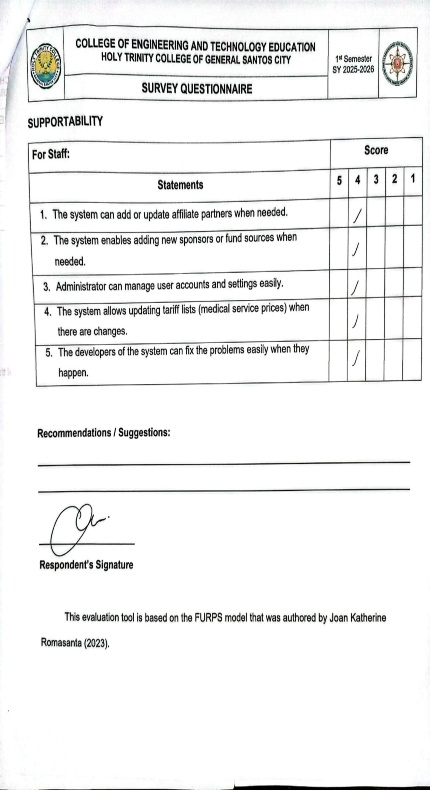 COLLEGE OF ENGINEERING AND TECHNOLOGY EDUCATION
HOLY TRINITY COLLEGE OF GENERAL SANTOS CITY
1st Semester
SY 2025-2026
SURVEY QUESTIONNAIRE
SUPPORTABILITY
For Staff:
Score
Statements
5 4 3 2 1
1. The system can add or update affiliate partners when needed. /
2. The system enables adding new sponsors or fund sources when
needed. /
3. Administrator can manage user accounts and settings easily. /
4. The system allows updating tariff lists (medical service prices) when
there are changes. /
5. The developers of the system can fix the problems easily when they
happen. /
Recommendations / Suggestions:
Respondent's Signature
This evaluation tool is based on the FURPS model that was authored by Joan Katherine
Romasanta (2023).